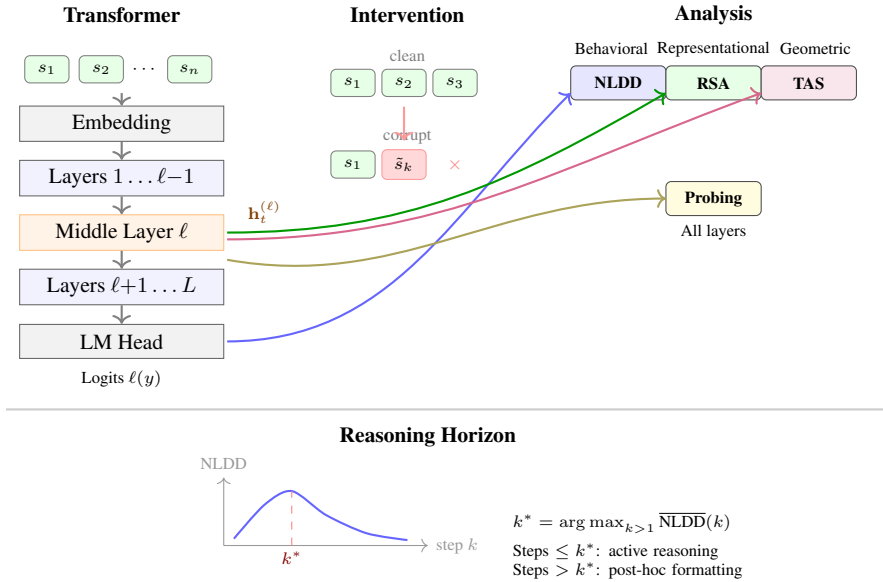 Transformer
s₁ s₂ ⋯ sₙ
Embedding
Layers 1 … ℓ−1
Middle Layer ℓ
Layers ℓ+1 … L
LM Head
Logits ℓ(y)
h_t^(ℓ)
Intervention
clean
s₁ s₂ s₃
corrupt
s₁ s̃ₖ ×
Analysis
Behavioral Representational Geometric
NLDD RSA TAS
Probing
All layers
Reasoning Horizon
NLDD
step k
k*
k* = arg max_{k>1} N̅L̅D̅D̅(k)
Steps ≤ k*: active reasoning
Steps > k*: post-hoc formatting